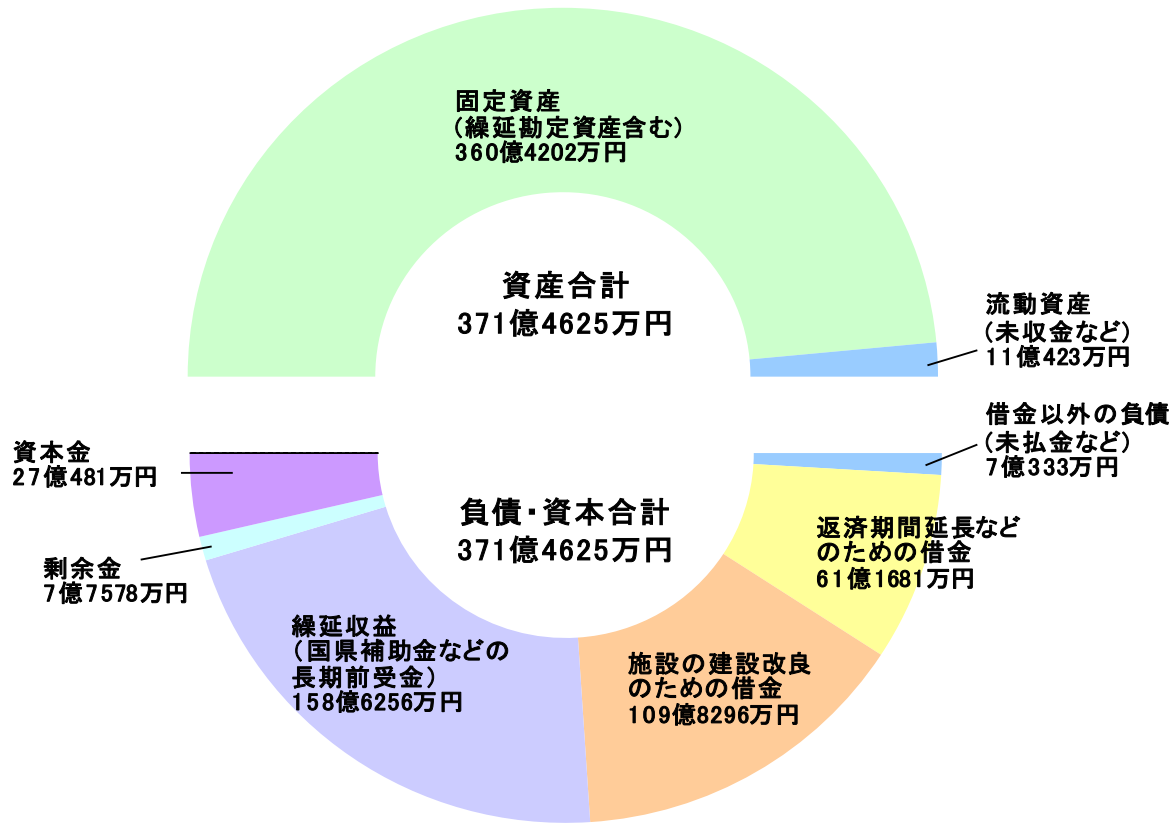 固定資産
(繰延勘定資産含む)
360億4202万円
資産合計
371億4625万円
流動資産
(未収金など)
11億423万円
借金以外の負債
(未払金など)
7億333万円
資本金
27億481万円
負債・資本合計
371億4625万円
返済期間延長など
のための借金
61億1681万円
剰余金
7億7578万円
繰延収益
(国県補助金などの
長期前受金)
158億6256万円
施設の建設改良
のための借金
109億8296万円